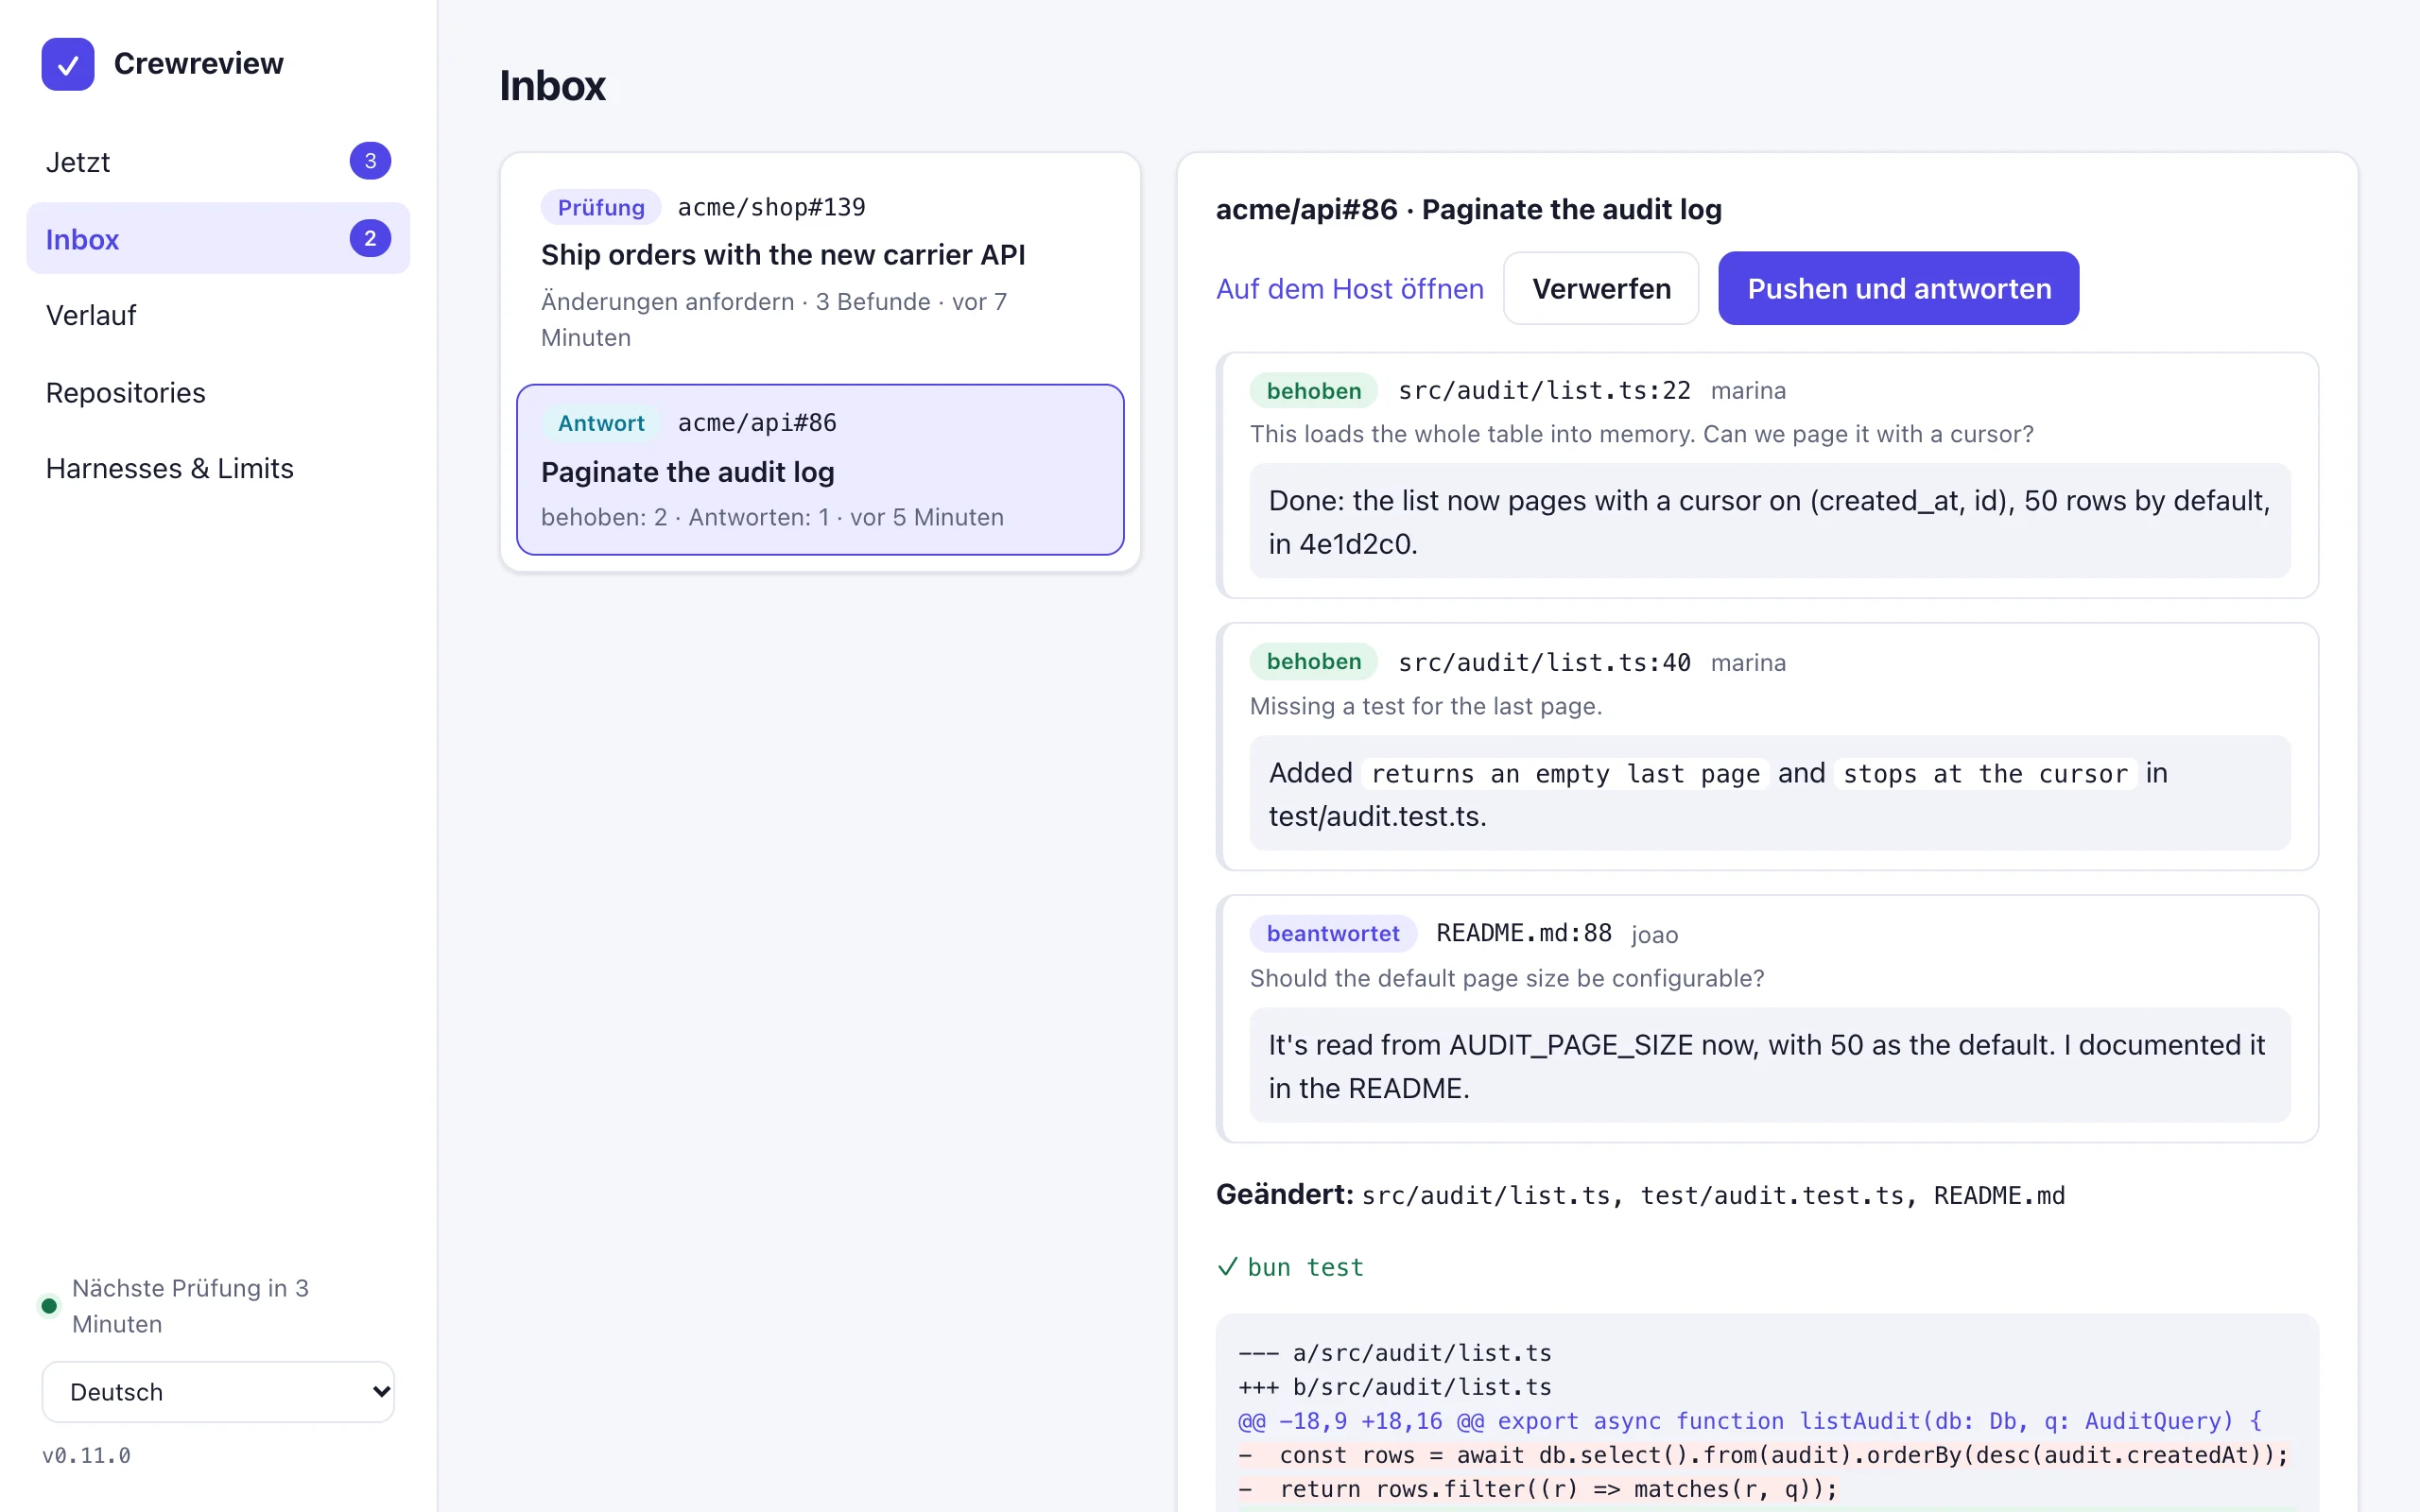 Crewreview
Jetzt 3
Inbox 2
Verlauf
Repositories
Harnesses & Limits
Nächste Prüfung in 3
Minuten
Deutsch
v0.11.0
Inbox
Prüfung acme/shop#139
Ship orders with the new carrier API
Änderungen anfordern · 3 Befunde · vor 7
Minuten
Antwort acme/api#86
Paginate the audit log
behoben: 2 · Antworten: 1 · vor 5 Minuten
acme/api#86 · Paginate the audit log
Auf dem Host öffnen Verwerfen Pushen und antworten
behoben src/audit/list.ts:22 marina
This loads the whole table into memory. Can we page it with a cursor?
Done: the list now pages with a cursor on (created_at, id), 50 rows by default,
in 4e1d2c0.
behoben src/audit/list.ts:40 marina
Missing a test for the last page.
Added returns an empty last page and stops at the cursor in
test/audit.test.ts.
beantwortet README.md:88 joao
Should the default page size be configurable?
It's read from AUDIT_PAGE_SIZE now, with 50 as the default. I documented it
in the README.
Geändert: src/audit/list.ts, test/audit.test.ts, README.md
✓ bun test
--- a/src/audit/list.ts
+++ b/src/audit/list.ts
@@ -18,9 +18,16 @@ export async function listAudit(db: Db, q: AuditQuery) {
-  const rows = await db.select().from(audit).orderBy(desc(audit.createdAt));
-  return rows.filter((r) => matches(r, q));